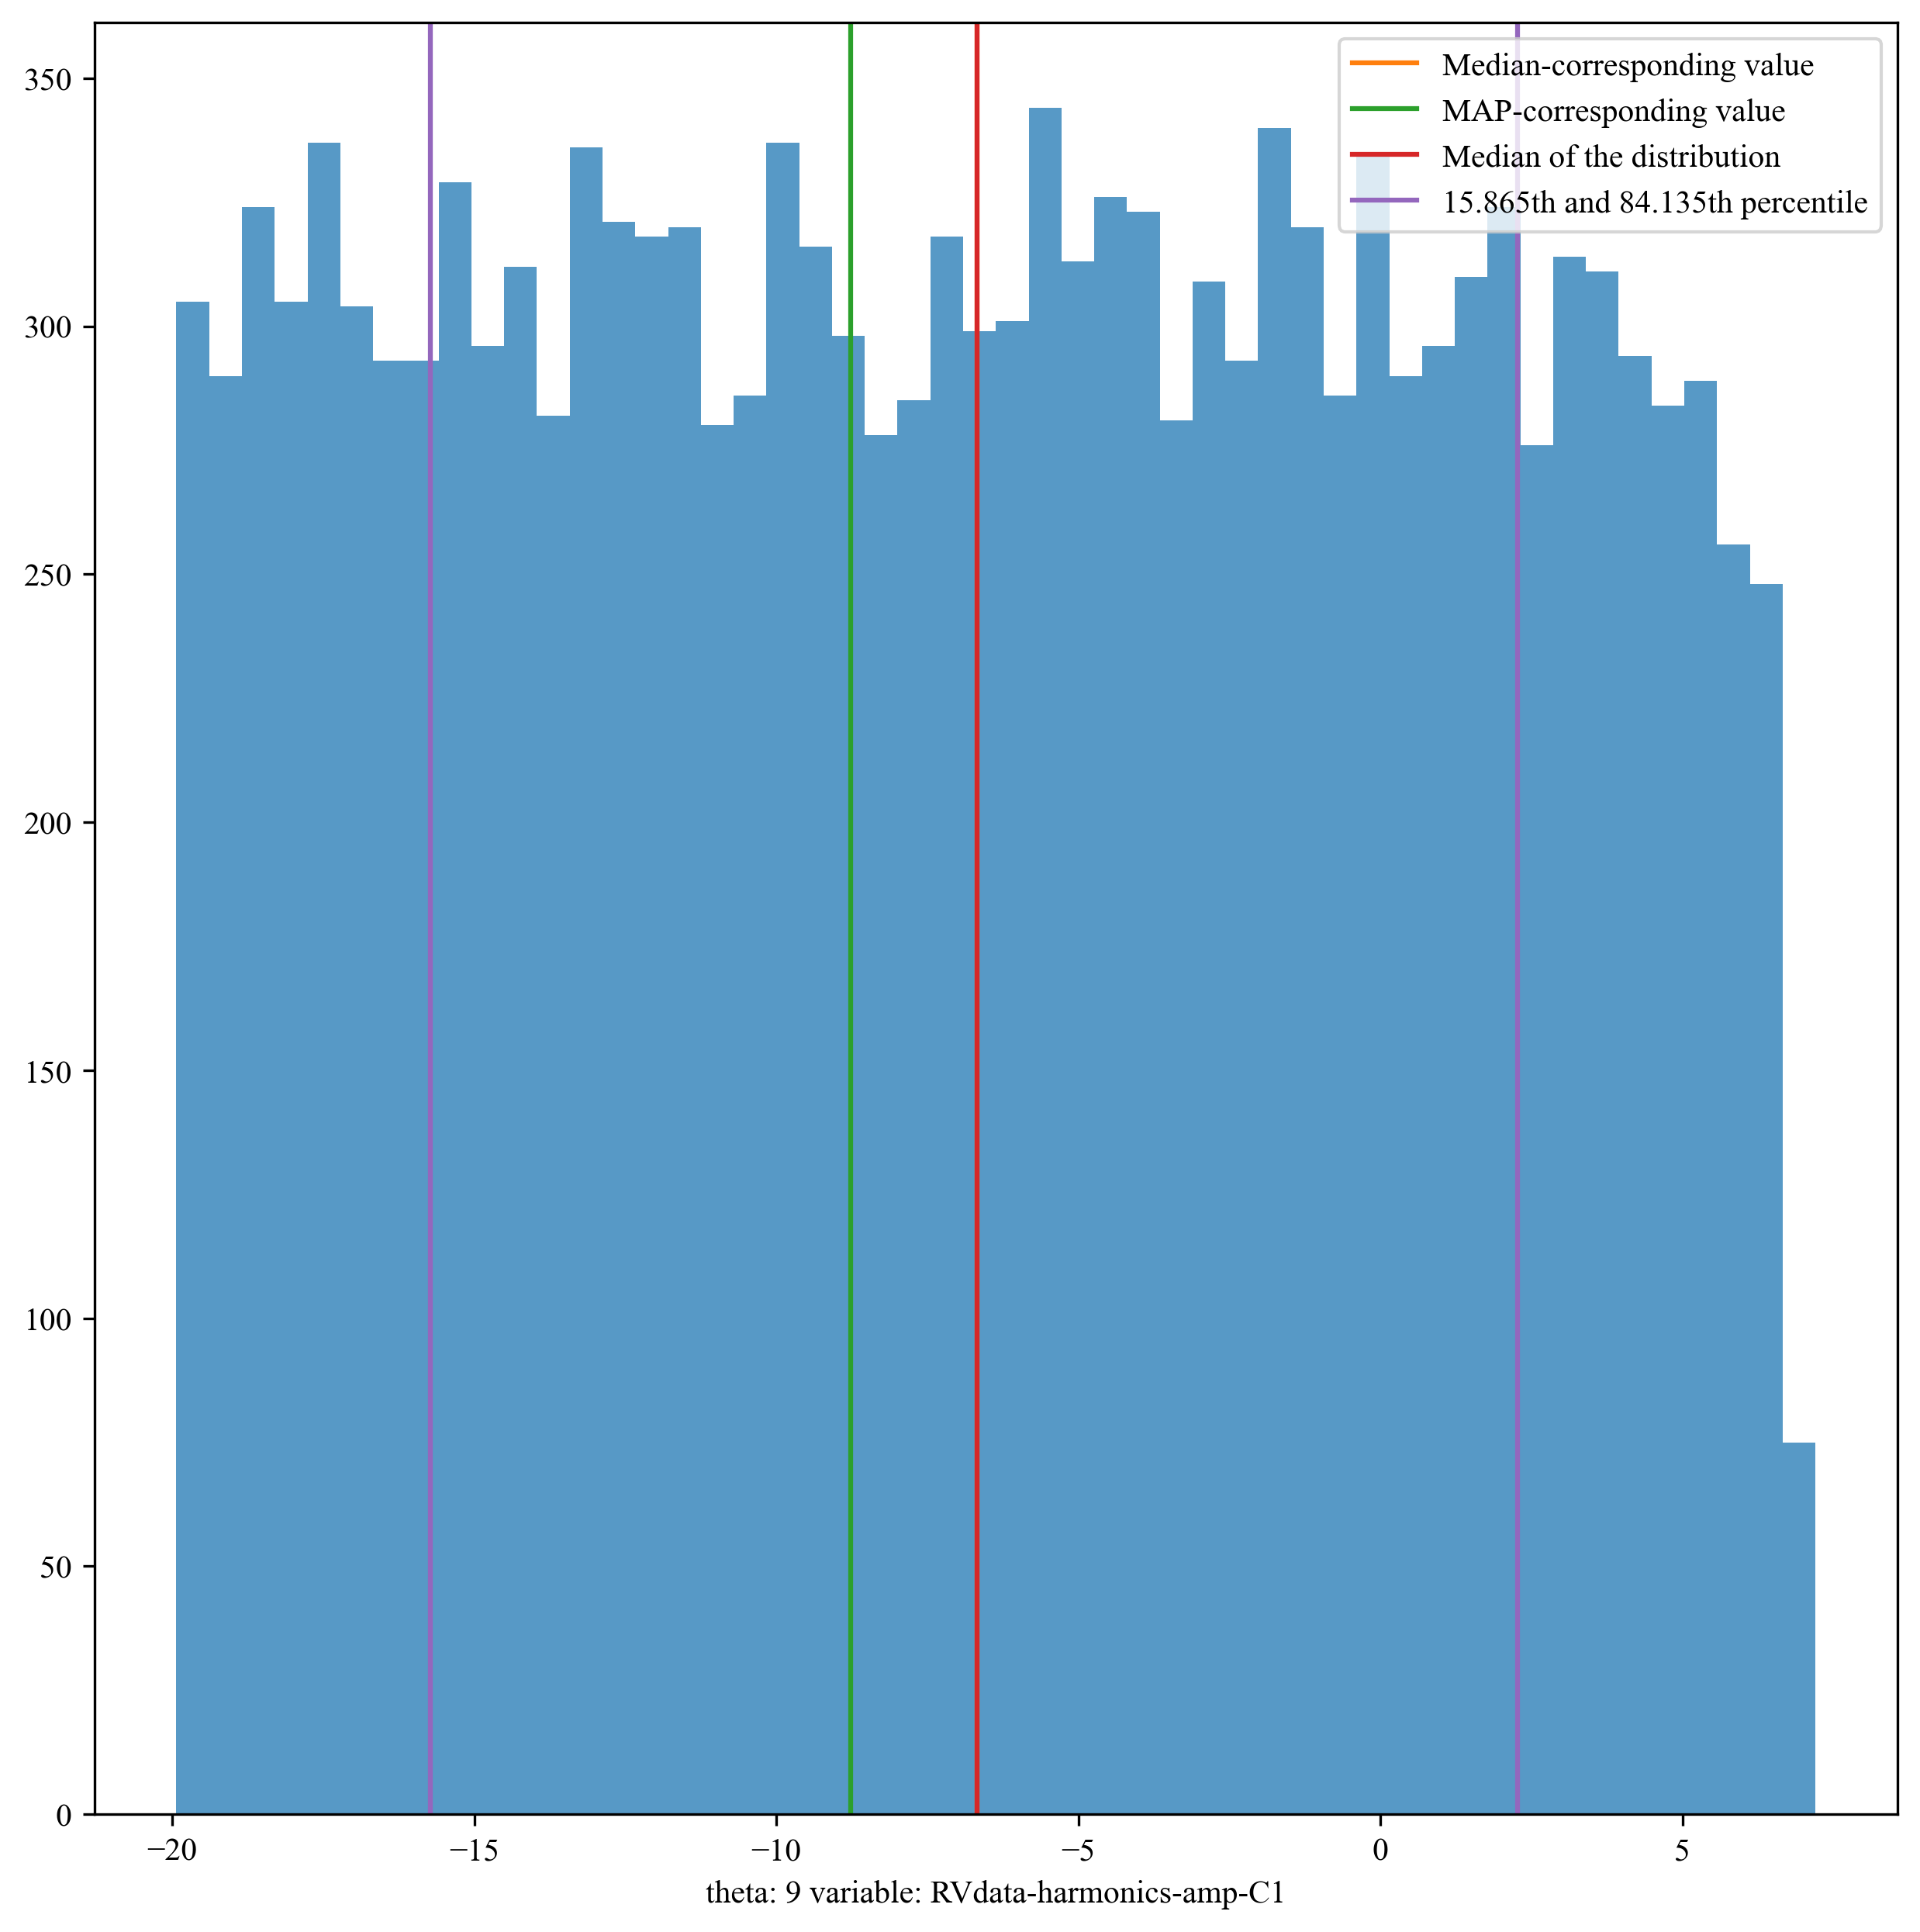 350
300
250
200
150
100
50
0
Median-corresponding value
MAP-corresponding value
Median of the distribution
15.865th and 84.135th percentile
−20 −15 −10 −5 0 5
theta: 9 variable: RVdata-harmonics-amp-C1